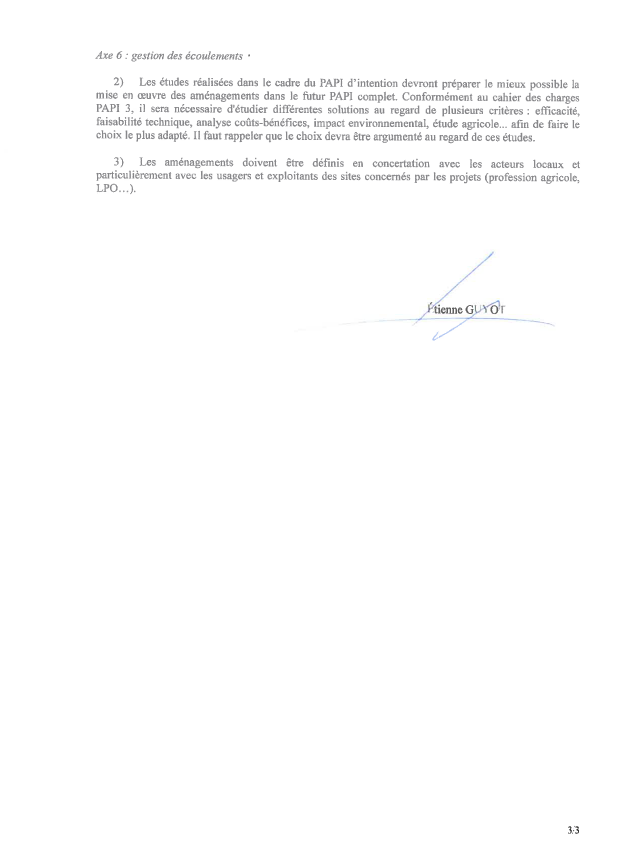 Axe 6 : gestion des écoulements
2) Les études réalisées dans le cadre du PAPI d'intention devront préparer le mieux possible la
mise en œuvre des aménagements dans le futur PAPI complet. Conformément au cahier des charges
PAPI 3, il sera nécessaire d'étudier différentes solutions au regard de plusieurs critères : efficacité,
faisabilité technique, analyse coûts-bénéfices, impact environnemental, étude agricole... afin de faire le
choix le plus adapté. Il faut rappeler que le choix devra être argumenté au regard de ces études.
3) Les aménagements doivent être définis en concertation avec les acteurs locaux et
particulièrement avec les usagers et exploitants des sites concernés par les projets (profession agricole,
LPO…).
Étienne GUYOT
3/3